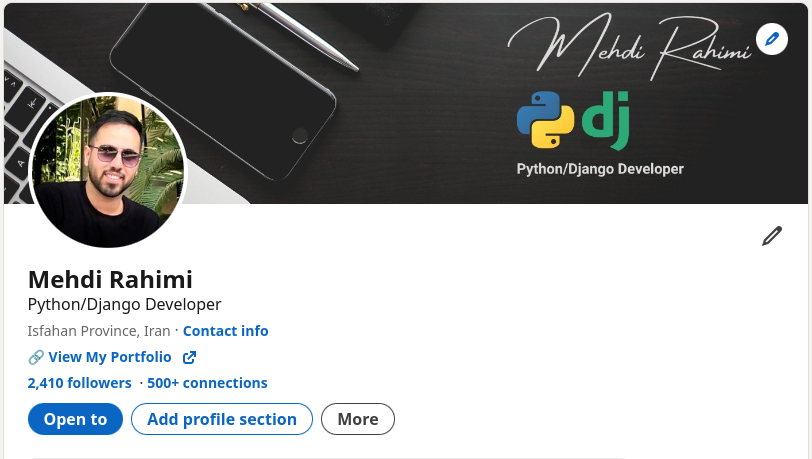 Mehdi Rahimi
dj
Python/Django Developer
A
Mehdi Rahimi
Python/Django Developer
Isfahan Province, Iran · Contact info
🔗 View My Portfolio
2,410 followers · 500+ connections
Open to
Add profile section
More